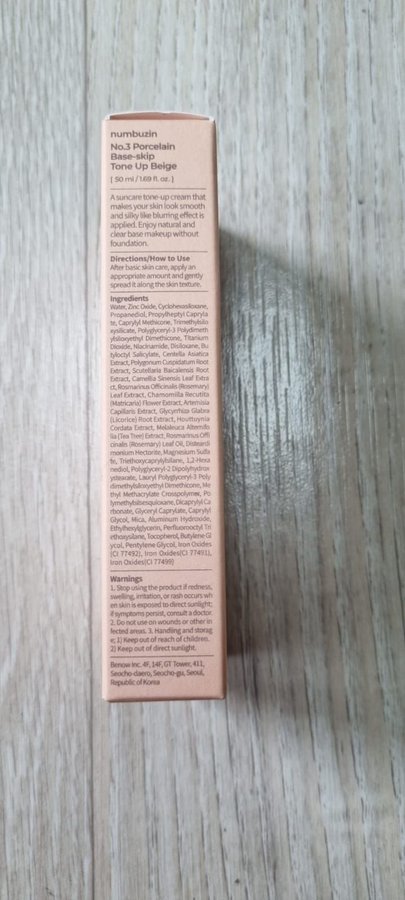 numbuzin
No.3 Porcelain
Base-skip
Tone Up Beige
[ 50 ml / 1.69 fl. oz. ]
A suncare tone-up cream that
makes your skin look smooth
and silky like blurring effect is
applied. Enjoy natural and
clear base makeup without
foundation.
Directions/How to Use
After basic skin care, apply an
appropriate amount and gently
spread it along the skin texture.
Ingredients
Water, Zinc Oxide, Cyclohexasiloxane,
Propanediol, Propylheptyl Capryla
te, Caprylyl Methicone, Trimethylsilo
xysilicate, Polyglyceryl-3 Polydimeth
ylsiloxyethyl Dimethicone, Titanium
Dioxide, Niacinamide, Disiloxane, Bu
tyloctyl Salicylate, Centella Asiatica
Extract, Polygonum Cuspidatum Root
Extract, Scutellaria Baicalensis Root
Extract, Camellia Sinensis Leaf Extra
ct, Rosmarinus Officinalis (Rosemary)
Leaf Extract, Chamomilla Recutita
(Matricaria) Flower Extract, Artemisia
Capillaris Extract, Glycyrrhiza Glabra
(Licorice) Root Extract, Houttuynia
Cordata Extract, Melaleuca Alternifo
lia (Tea Tree) Extract, Rosmarinus Offi
cinalis (Rosemary) Leaf Oil, Disteardi
monium Hectorite, Magnesium Sulfa
te, Triethoxycaprylylsilane, 1,2-Hexa
nediol, Polyglyceryl-2 Dipolyhydrox
ystearate, Lauryl Polyglyceryl-3 Poly
dimethylsiloxyethyl Dimethicone, Me
thyl Methacrylate Crosspolymer, Po
lymethylsilsesquioxane, Dicaprylyl Ca
rbonate, Glyceryl Caprylate, Caprylyl
Glycol, Mica, Aluminum Hydroxide,
Ethylhexylglycerin, Perfluorooctyl Tri
ethoxysilane, Tocopherol, Butylene Gl
ycol, Pentylene Glycol, Iron Oxides
(CI 77492), Iron Oxides(CI 77491),
Iron Oxides(CI 77499)
Warnings
1. Stop using the product if redness,
swelling, irritation, or rash occurs wh
en skin is exposed to direct sunlight;
if symptoms persist, consult a doctor.
2. Do not use on wounds or other in
fected areas. 3. Handling and storag
e; 1) Keep out of reach of children.
2) Keep out of direct sunlight.
Benow Inc. 4F, 14F, GT Tower, 411,
Seocho-daero, Seocho-gu, Seoul,
Republic of Korea